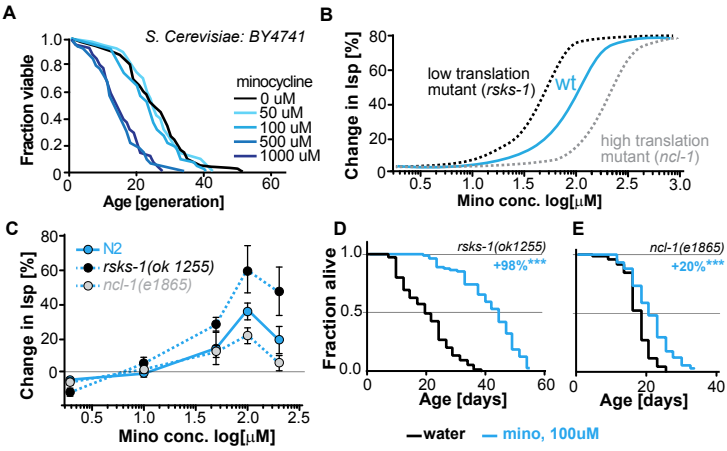 A
S. Cerevisiae: BY4741
Fraction viable
1.0
0.8
0.6
0.4
0.2
0
20
40
60
Age [generation]
minocycline
0 uM
50 uM
100 uM
500 uM
1000 uM
B
Change in lsp [%]
80
60
40
20
0
0.5
1.0
1.5
2.0
2.5
3.0
Mino conc. log[μM]
low translation
mutant (rsks-1)
wt
high translation
mutant (ncl-1)
C
N2
rsks-1(ok 1255)
ncl-1(e1865)
Change in lsp [%]
80
60
40
20
0
0.5
1.0
1.5
2.0
2.5
Mino conc. log[μM]
D
rsks-1(ok1255)
+98%***
Fraction alive
1.0
0.5
0
0
20
40
60
Age [days]
E
ncl-1(e1865)
+20%***
0
20
40
Age [days]
water
mino, 100uM